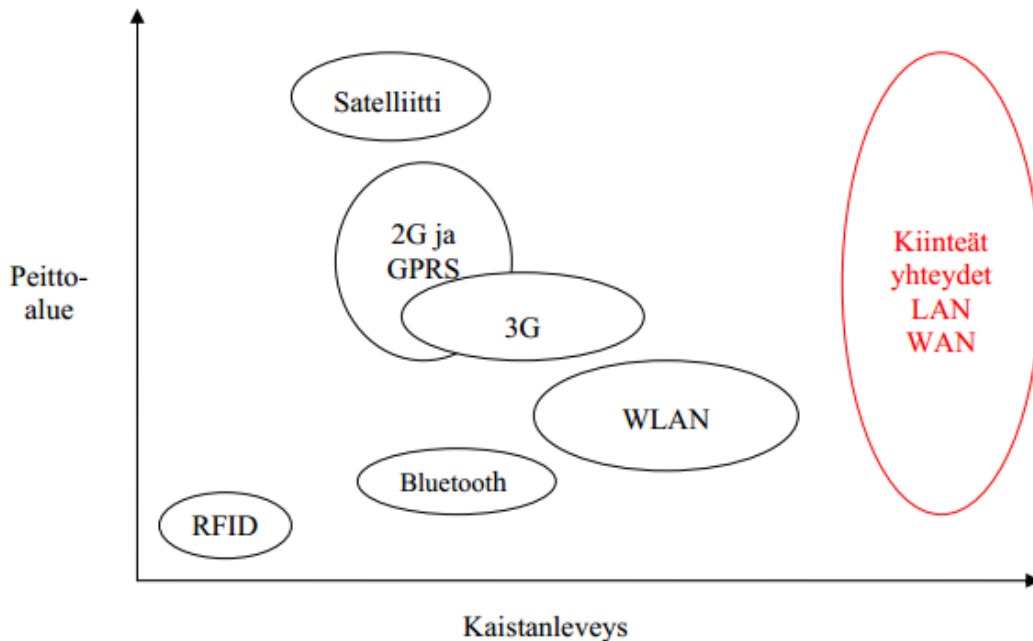 Satelliitti
2G ja
GPRS
Peitto-
alue
3G
Kiinteät
yhteydet
LAN
WAN
WLAN
Bluetooth
RFID
Kaistanleveys